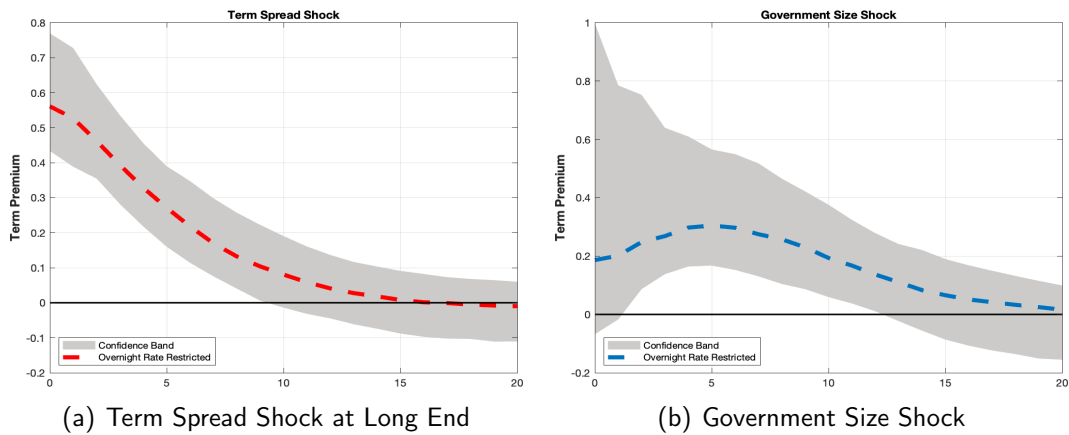 Term Spread Shock
0.8
0.7
0.6
0.5
0.4
0.3
0.2
0.1
0
-0.1
-0.2
Term Premium
Confidence Band
Overnight Rate Restricted
0 5 10 15 20
(a) Term Spread Shock at Long End
Government Size Shock
1
0.8
0.6
0.4
0.2
0
-0.2
Term Premium
Confidence Band
Overnight Rate Restricted
0 5 10 15 20
(b) Government Size Shock